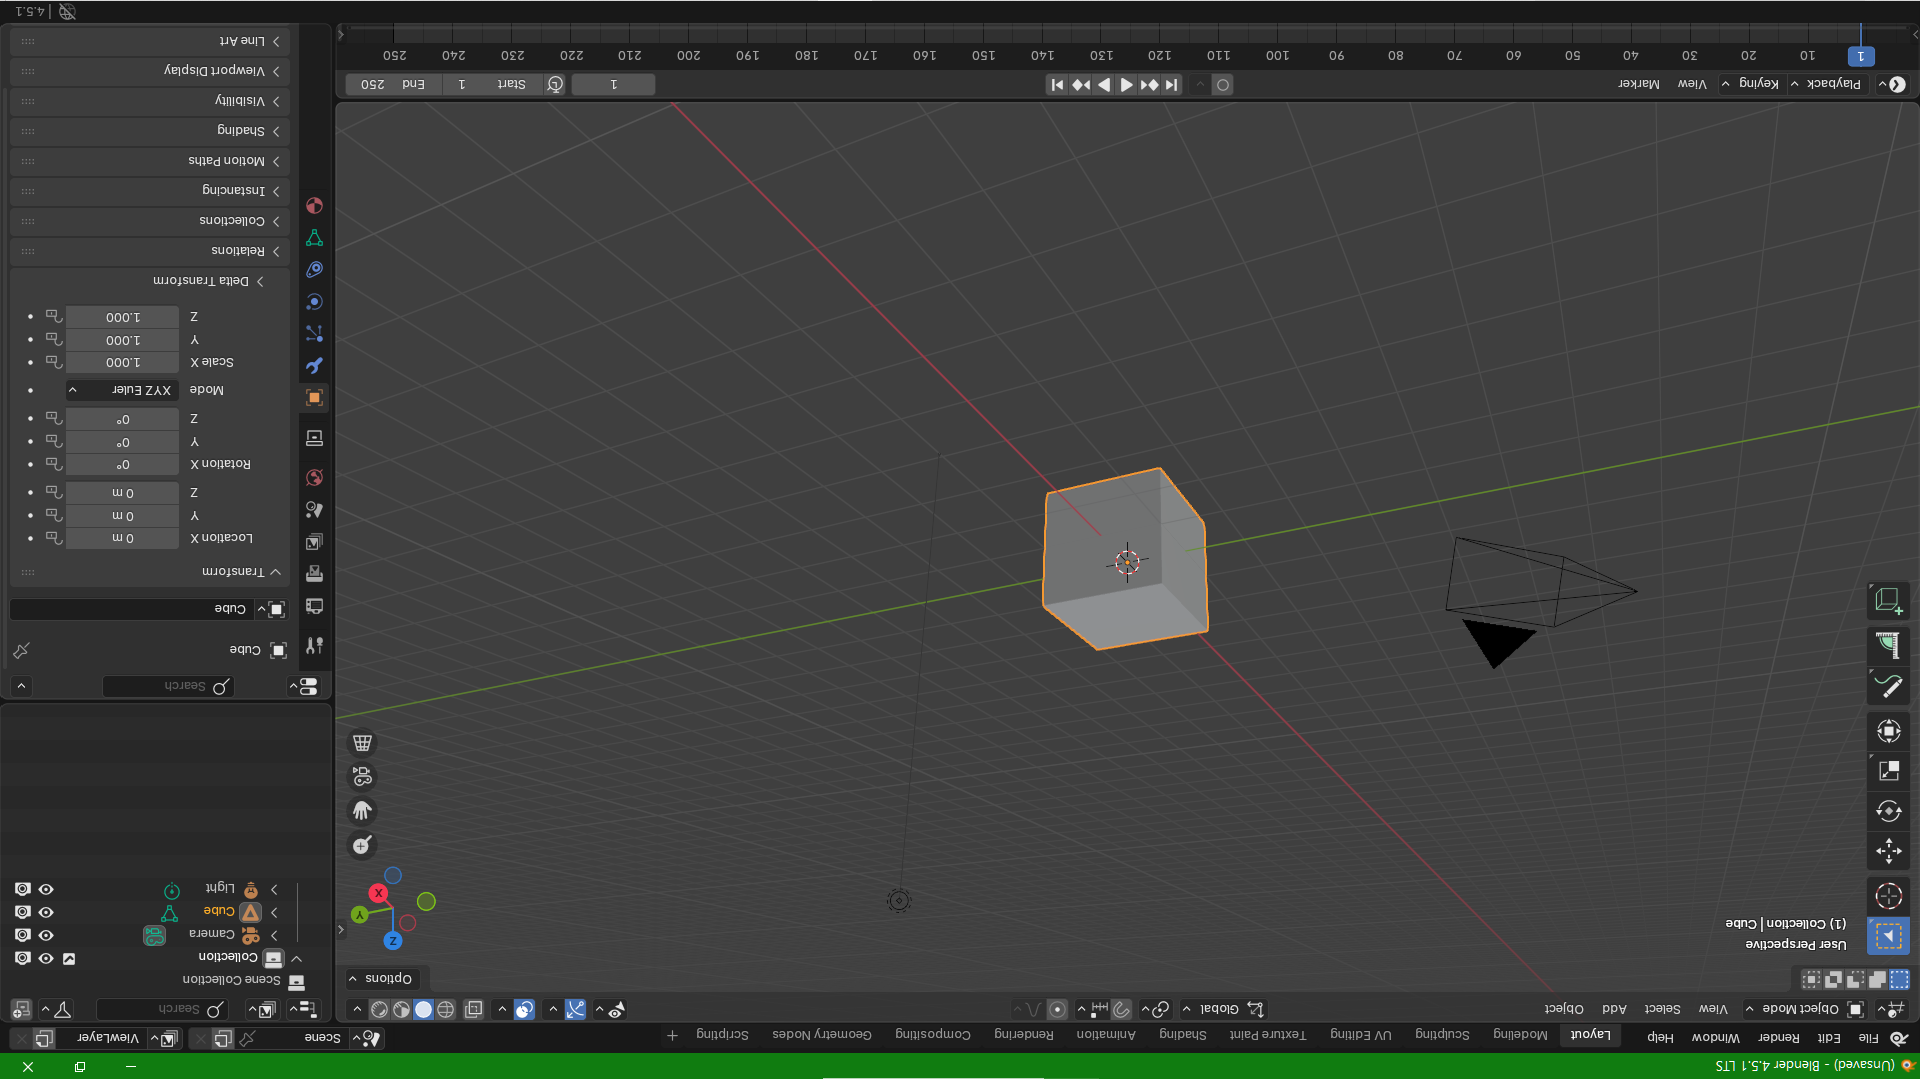 (Unsaved) - Blender 4.5.1 LTS
File Edit Render Window Help Layout Modeling Sculpting UV Editing Texture Paint Shading Animation Rendering Compositing Geometry Nodes Scripting + Scene ViewLayer
Object Mode View Select Add Object Global
Options
User Perspective
(1) Collection | Cube
X
Y
Z
Search
Scene Collection
Collection
Camera
Cube
Light
Search
Cube
Cube
Transform
Location X 0 m
Y 0 m
Z 0 m
Rotation X 0°
Y 0°
Z 0°
Mode XYZ Euler
Scale X 1.000
Y 1.000
Z 1.000
Delta Transform
Relations
Collections
Instancing
Motion Paths
Shading
Visibility
Viewport Display
Line Art
Playback Keying View Marker 1 Start 1 End 250
1 10 20 30 40 50 60 70 80 90 100 110 120 130 140 150 160 170 180 190 200 210 220 230 240 250
4.5.1